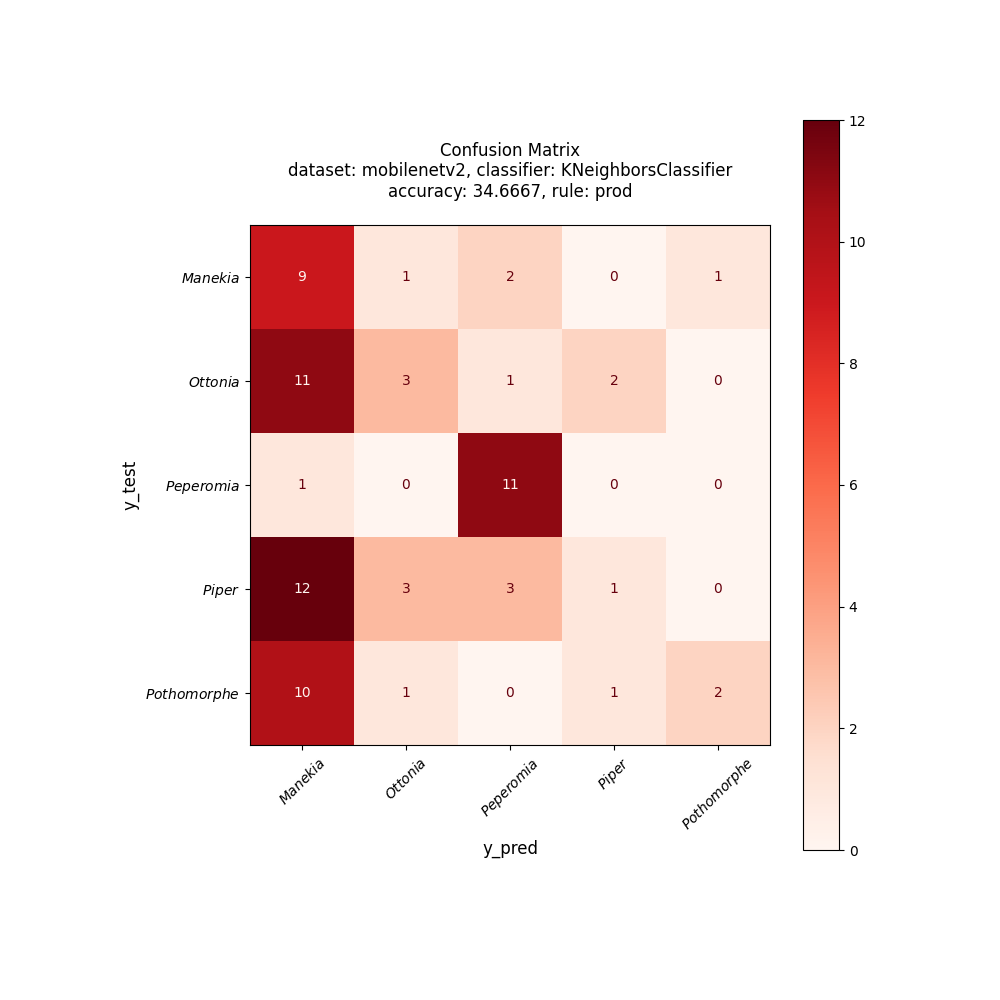 Confusion Matrix
dataset: mobilenetv2, classifier: KNeighborsClassifier
accuracy: 34.6667, rule: prod
12
10
8
6
4
2
0
y_test
Manekia 9 1 2 0 1
Ottonia 11 3 1 2 0
Peperomia 1 0 11 0 0
Piper 12 3 3 1 0
Pothomorphe 10 1 0 1 2
Manekia Ottonia Peperomia Piper Pothomorphe
y_pred